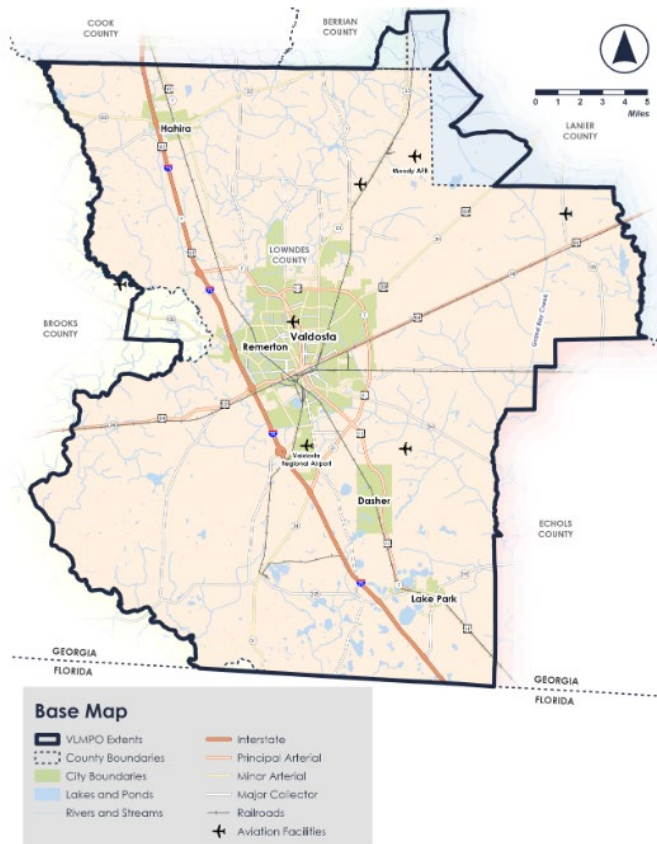 COOK
COUNTY
BERRIAN
COUNTY
0 1 2 3 4 5
Miles
LANIER
COUNTY
Hahira
Moody AFB
LOWNDES
COUNTY
BROOKS
COUNTY
Grand Bay Creek
Remerton
Valdosta
Valdosta
Regional Airport
Dasher
ECHOLS
COUNTY
Lake Park
GEORGIA
FLORIDA
GEORGIA
FLORIDA
Base Map
VLMPO Extents
County Boundaries
City Boundaries
Lakes and Ponds
Rivers and Streams
Interstate
Principal Arterial
Minor Arterial
Major Collector
Railroads
Aviation Facilities